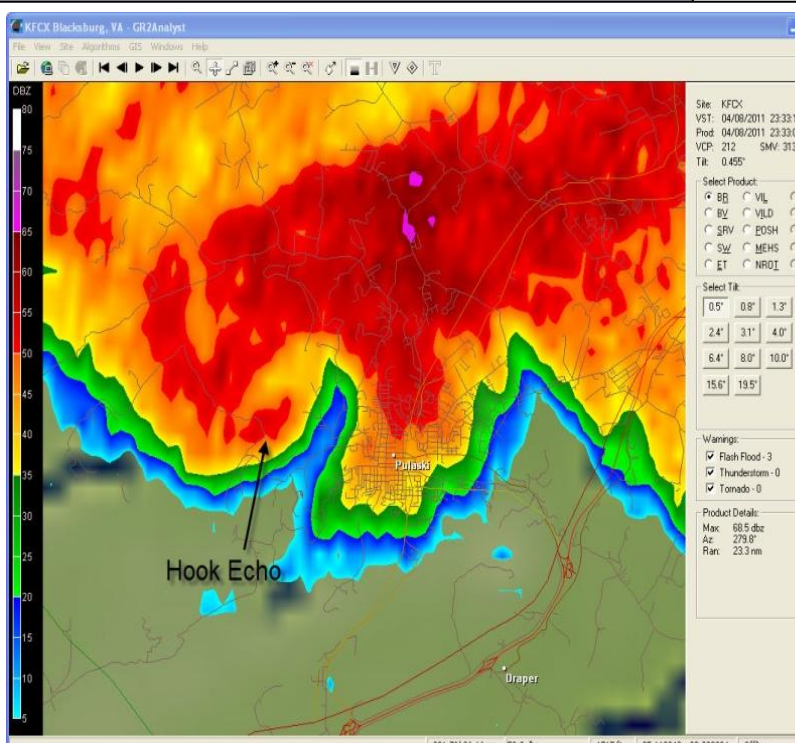 KFCX Blacksburg, VA - GR2Analyst
File View Site Algorithms GIS Windows Help
DBZ
80
75
70
65
60
55
50
45
40
35
30
25
20
15
10
5
Pulaski
Hook Echo
Draper
Site: KFCX
VST: 04/08/2011 23:33:1
Prod: 04/08/2011 23:33:0
VCP: 212 SMV: 313
Tilt: 0.455°
Select Product:
BR VIL
BV VILD
SRV POSH
SW MEHS
ET NROT
Select Tilt:
0.5° 0.8° 1.3°
2.4° 3.1° 4.0°
6.4° 8.0° 10.0°
15.6° 19.5°
Warnings:
Flash Flood - 3
Thunderstorm - 0
Tornado - 0
Product Details:
Max: 68.5 dbz
Az: 279.8°
Ran: 23.3 nm